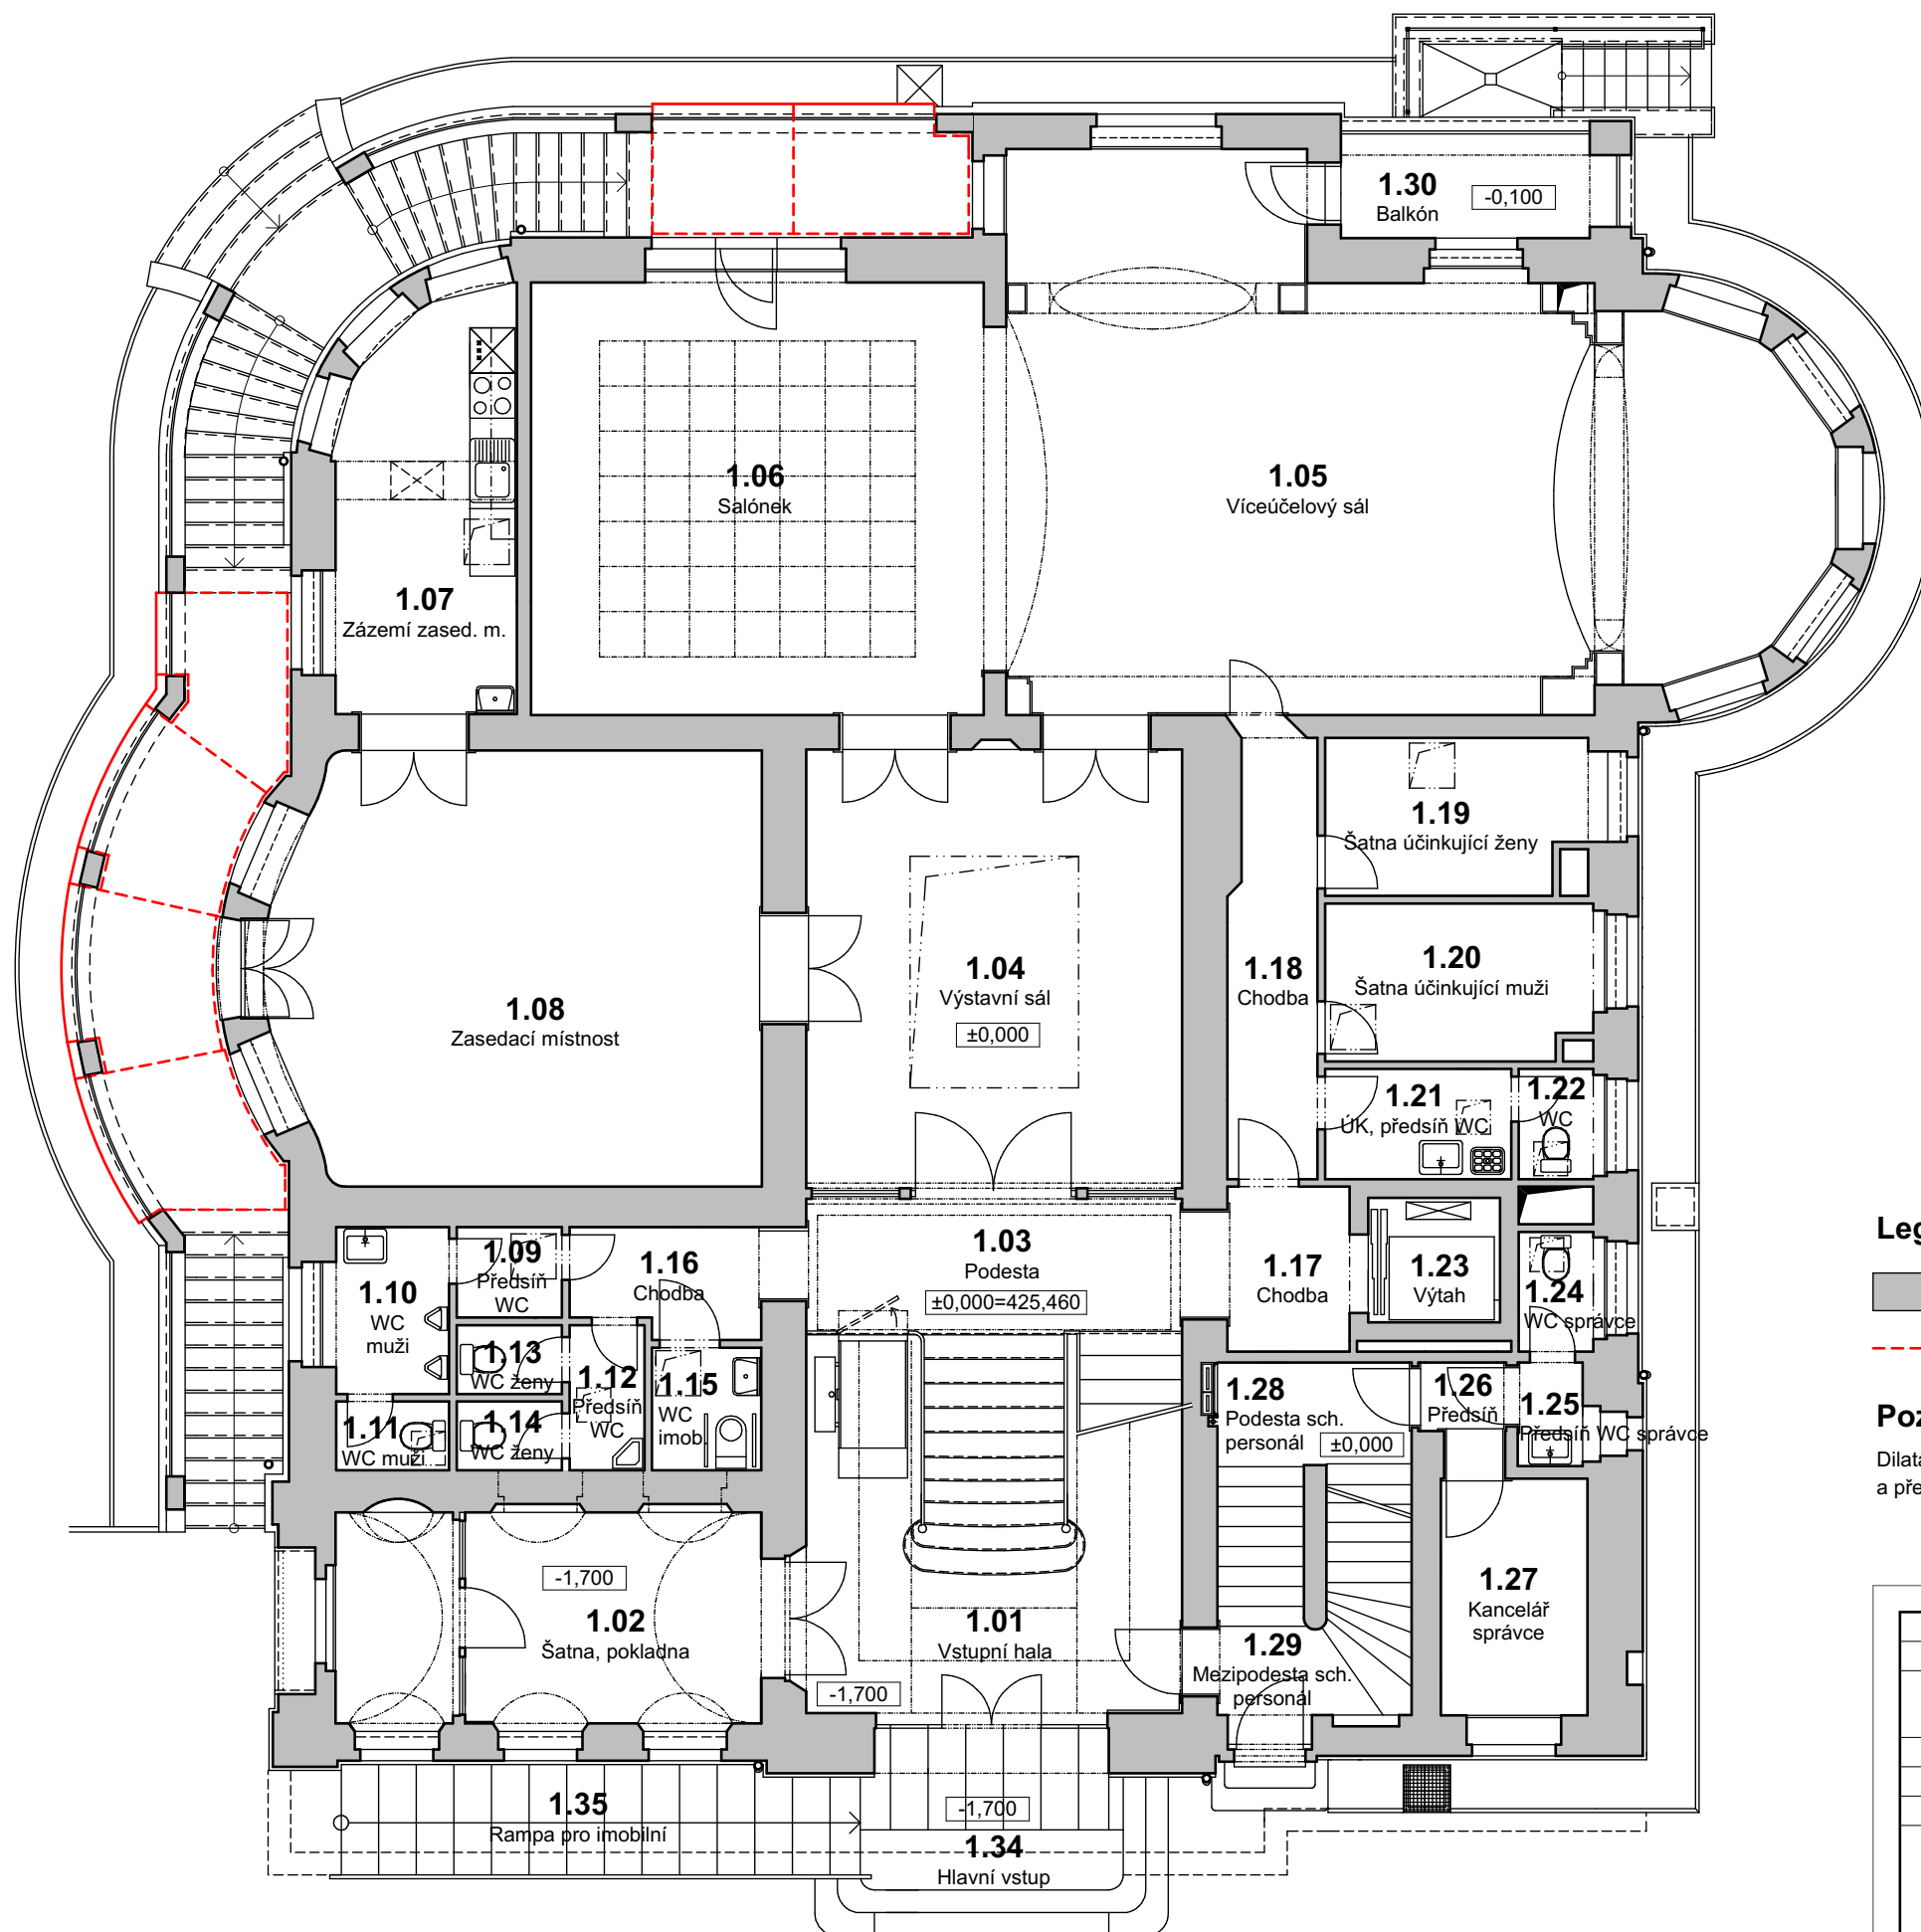 1.30
Balkón
-0,100
1.06
Salónek
1.05
Víceúčelový sál
1.07
Zázemí zased. m.
1.19
Šatna účinkující ženy
1.04
Výstavní sál
±0,000
1.18
Chodba
1.20
Šatna účinkující muži
1.08
Zasedací místnost
1.21
ÚK, předsíň WC
1.22
WC
1.09
Předsíň
WC
1.10
WC
muži
1.16
Chodba
1.03
Podesta
±0,000=425,460
1.17
Chodba
1.23
Výtah
1.24
WC správce
1.13
WC ženy
1.12
Předsíň
WC
1.15
WC
imob.
1.11
WC muži
1.14
WC ženy
1.28
Podesta sch.
personál
±0,000
1.26
Předsíň
1.25
Předsíň WC správce
1.27
Kancelář
správce
-1,700
1.02
Šatna, pokladna
1.01
Vstupní hala
-1,700
1.29
Mezipodesta sch.
personál
1.35
Rampa pro imobilní
-1,700
1.34
Hlavní vstup
Leg
Poz
Dilata
a pře